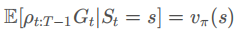 𝔼[ρ_{t:T−1}G_t|S_t = s] = v_π(s)